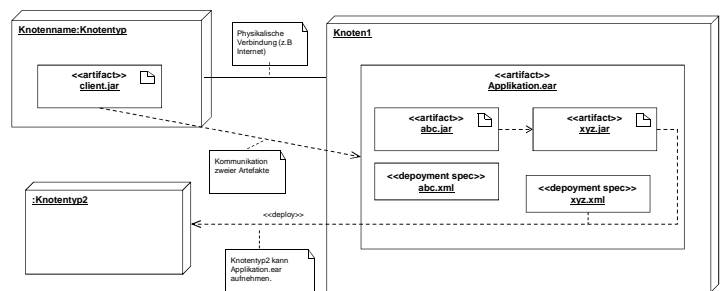 Knotenname:Knotentyp
<<artifact>>
client.jar
Physikalische
Verbindung (z.B
Internet)
Knoten1
<<artifact>>
Applikation.ear
<<artifact>>
abc.jar
<<artifact>>
xyz.jar
Kommunikation
zweier Artefakte
<<depoyment spec>>
abc.xml
<<depoyment spec>>
xyz.xml
:Knotentyp2
<<deploy>>
Knotentyp2 kann
Applikation.ear
aufnehmen.